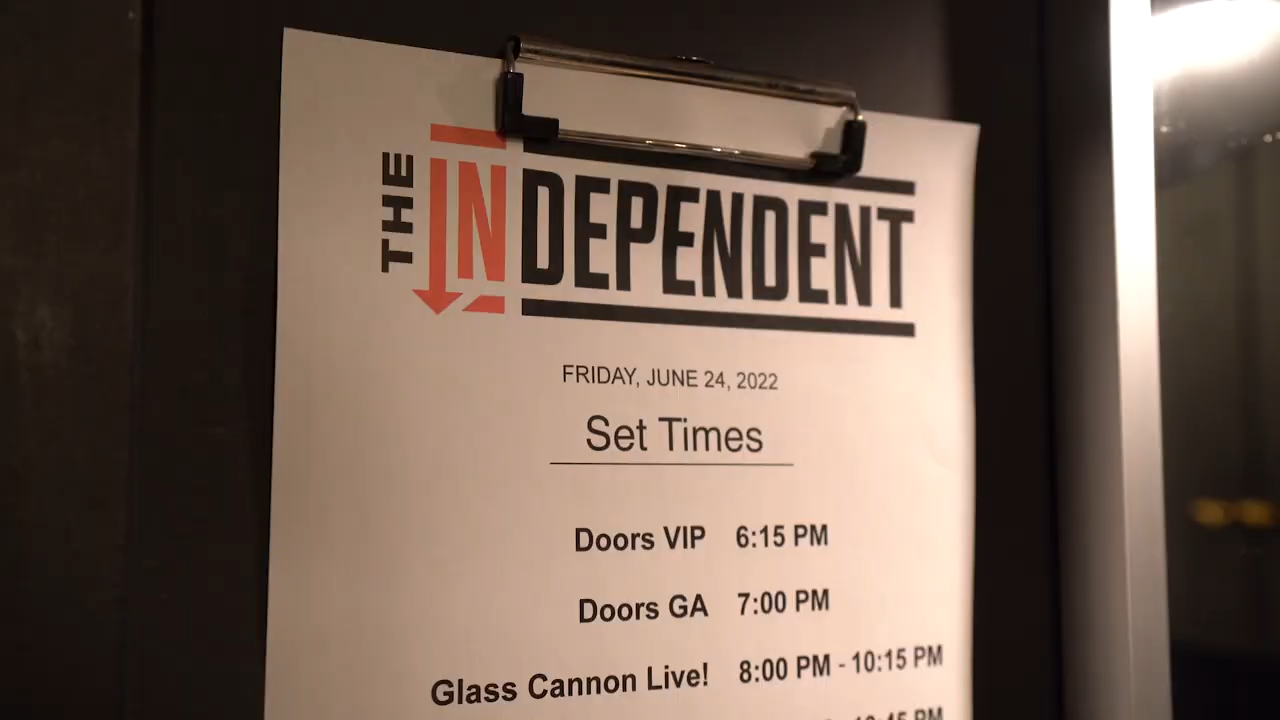 THE INDEPENDENT
FRIDAY, JUNE 24, 2022
Set Times
Doors VIP 6:15 PM
Doors GA 7:00 PM
Glass Cannon Live! 8:00 PM - 10:15 PM